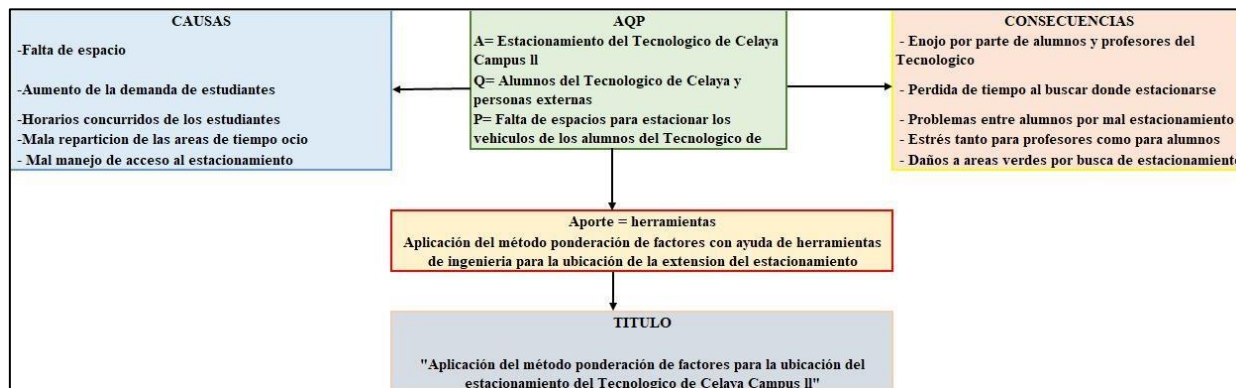 CAUSAS
-Falta de espacio
-Aumento de la demanda de estudiantes
-Horarios concurridos de los estudiantes
-Mala reparticion de las areas de tiempo ocio
- Mal manejo de acceso al estacionamiento
AQP
A= Estacionamiento del Tecnologico de Celaya
Campus ll
Q= Alumnos del Tecnologico de Celaya y
personas externas
P= Falta de espacios para estacionar los
vehiculos de los alumnos del Tecnologico de
CONSECUENCIAS
- Enojo por parte de alumnos y profesores del
Tecnologico
- Perdida de tiempo al buscar donde estacionarse
- Problemas entre alumnos por mal estacionamiento
- Estrés tanto para profesores como para alumnos
- Daños a areas verdes por busca de estacionamiento
Aporte = herramientas
Aplicación del método ponderación de factores con ayuda de herramientas
de ingenieria para la ubicación de la extension del estacionamiento
TITULO
"Aplicación del método ponderación de factores para la ubicación del
estacionamiento del Tecnologico de Celaya Campus ll"